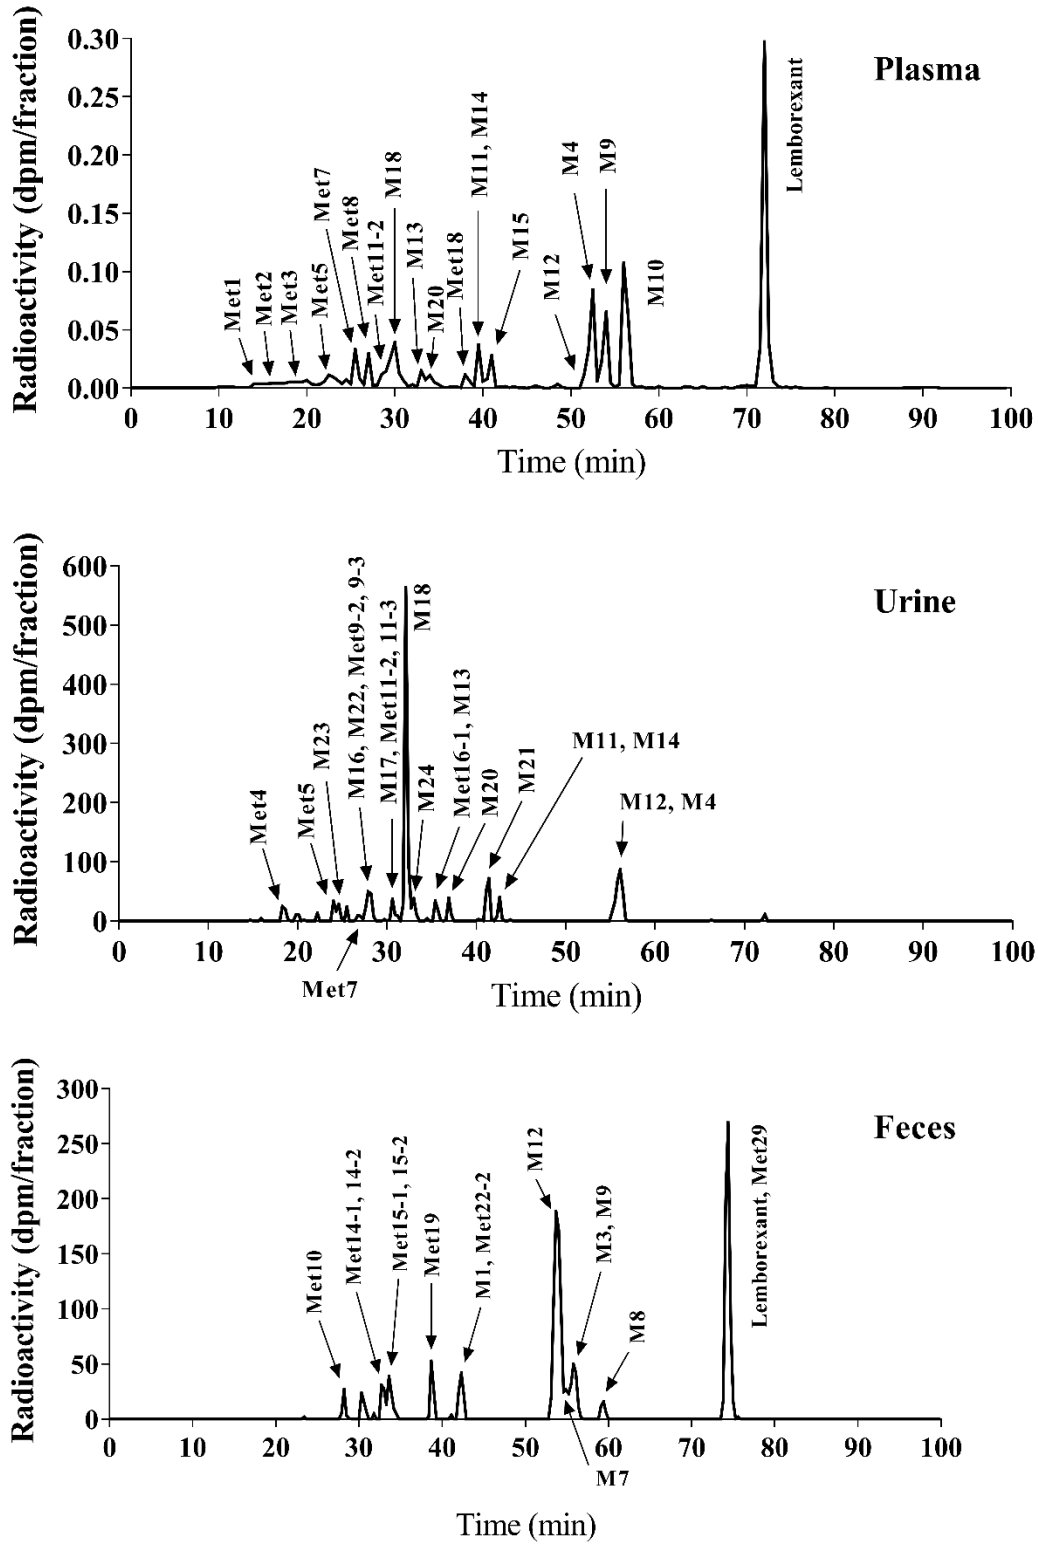 Plasma
Radioactivity (dpm/fraction)
0.30
0.25
0.20
0.15
0.10
0.05
0.00
Met1
Met2
Met3
Met5
Met7
Met8
Met11-2
M18
M13
M20
Met18
M11, M14
M15
M12
M4
M9
M10
Lemborexant
0 10 20 30 40 50 60 70 80 90 100
Time (min)
Urine
Radioactivity (dpm/fraction)
600
500
400
300
200
100
0
Met4
Met5
M23
Met7
M16, M22, Met9-2, 9-3
M17, Met11-2, 11-3
M18
M24
Met16-1, M13
M20
M21
M11, M14
M12, M4
0 10 20 30 40 50 60 70 80 90 100
Time (min)
Feces
Radioactivity (dpm/fraction)
300
250
200
150
100
50
0
Met10
Met14-1, 14-2
Met15-1, 15-2
Met19
M1, Met22-2
M12
M7
M3, M9
M8
Lemborexant, Met29
0 10 20 30 40 50 60 70 80 90 100
Time (min)